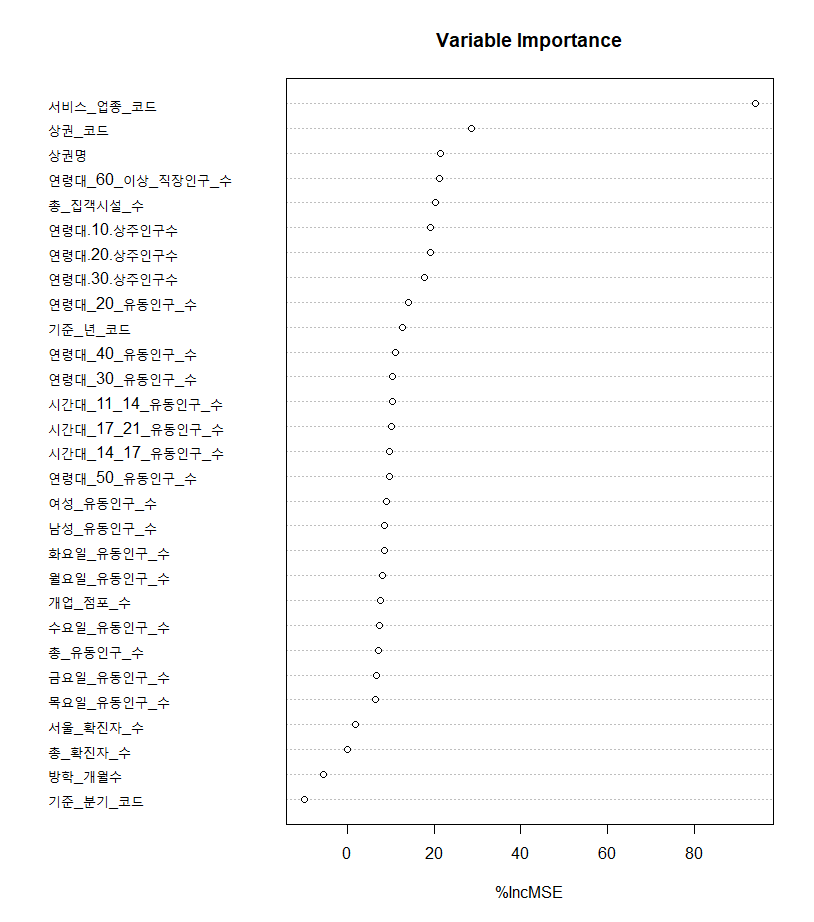 Variable Importance
서비스_업종_코드
상권_코드
상권명
연령대_60_이상_직장인구_수
총_집객시설_수
연령대.10.상주인구수
연령대.20.상주인구수
연령대.30.상주인구수
연령대_20_유동인구_수
기준_년_코드
연령대_40_유동인구_수
연령대_30_유동인구_수
시간대_11_14_유동인구_수
시간대_17_21_유동인구_수
시간대_14_17_유동인구_수
연령대_50_유동인구_수
여성_유동인구_수
남성_유동인구_수
화요일_유동인구_수
월요일_유동인구_수
개업_점포_수
수요일_유동인구_수
총_유동인구_수
금요일_유동인구_수
목요일_유동인구_수
서울_확진자_수
총_확진자_수
방학_개월수
기준_분기_코드
0 20 40 60 80
%IncMSE